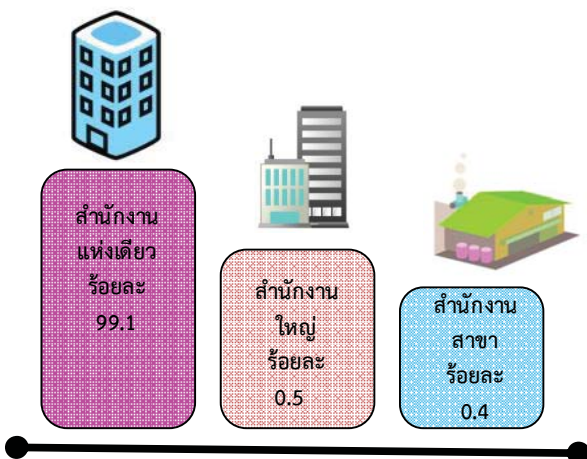 สำนักงาน
แห่งเดียว
ร้อยละ
99.1
สำนักงาน
ใหญ่
ร้อยละ
0.5
สำนักงาน
สาขา
ร้อยละ
0.4